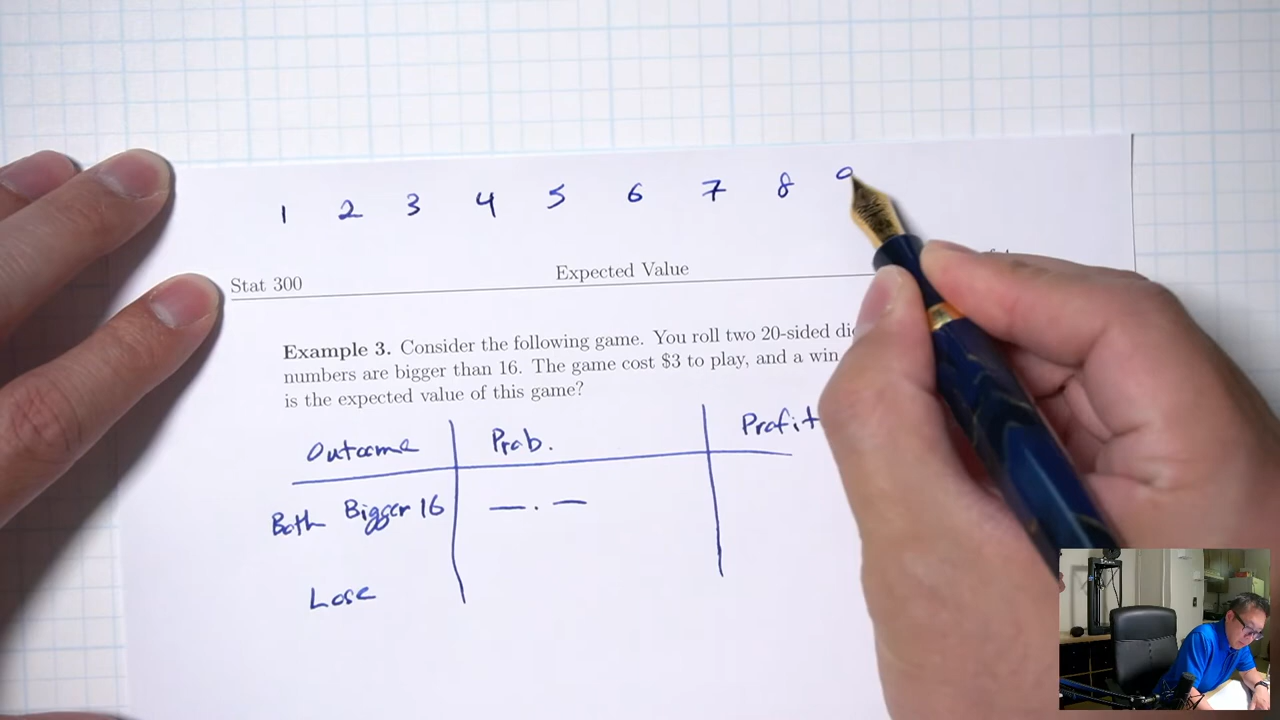 1 2 3 4 5 6 7 8
Stat 300 Expected Value
Example 3. Consider the following game. You roll two 20-sided
numbers are bigger than 16. The game cost $3 to play, and a win
is the expected value of this game?
Outcome Prob. Profit
Both Bigger 16 — . —
Lose